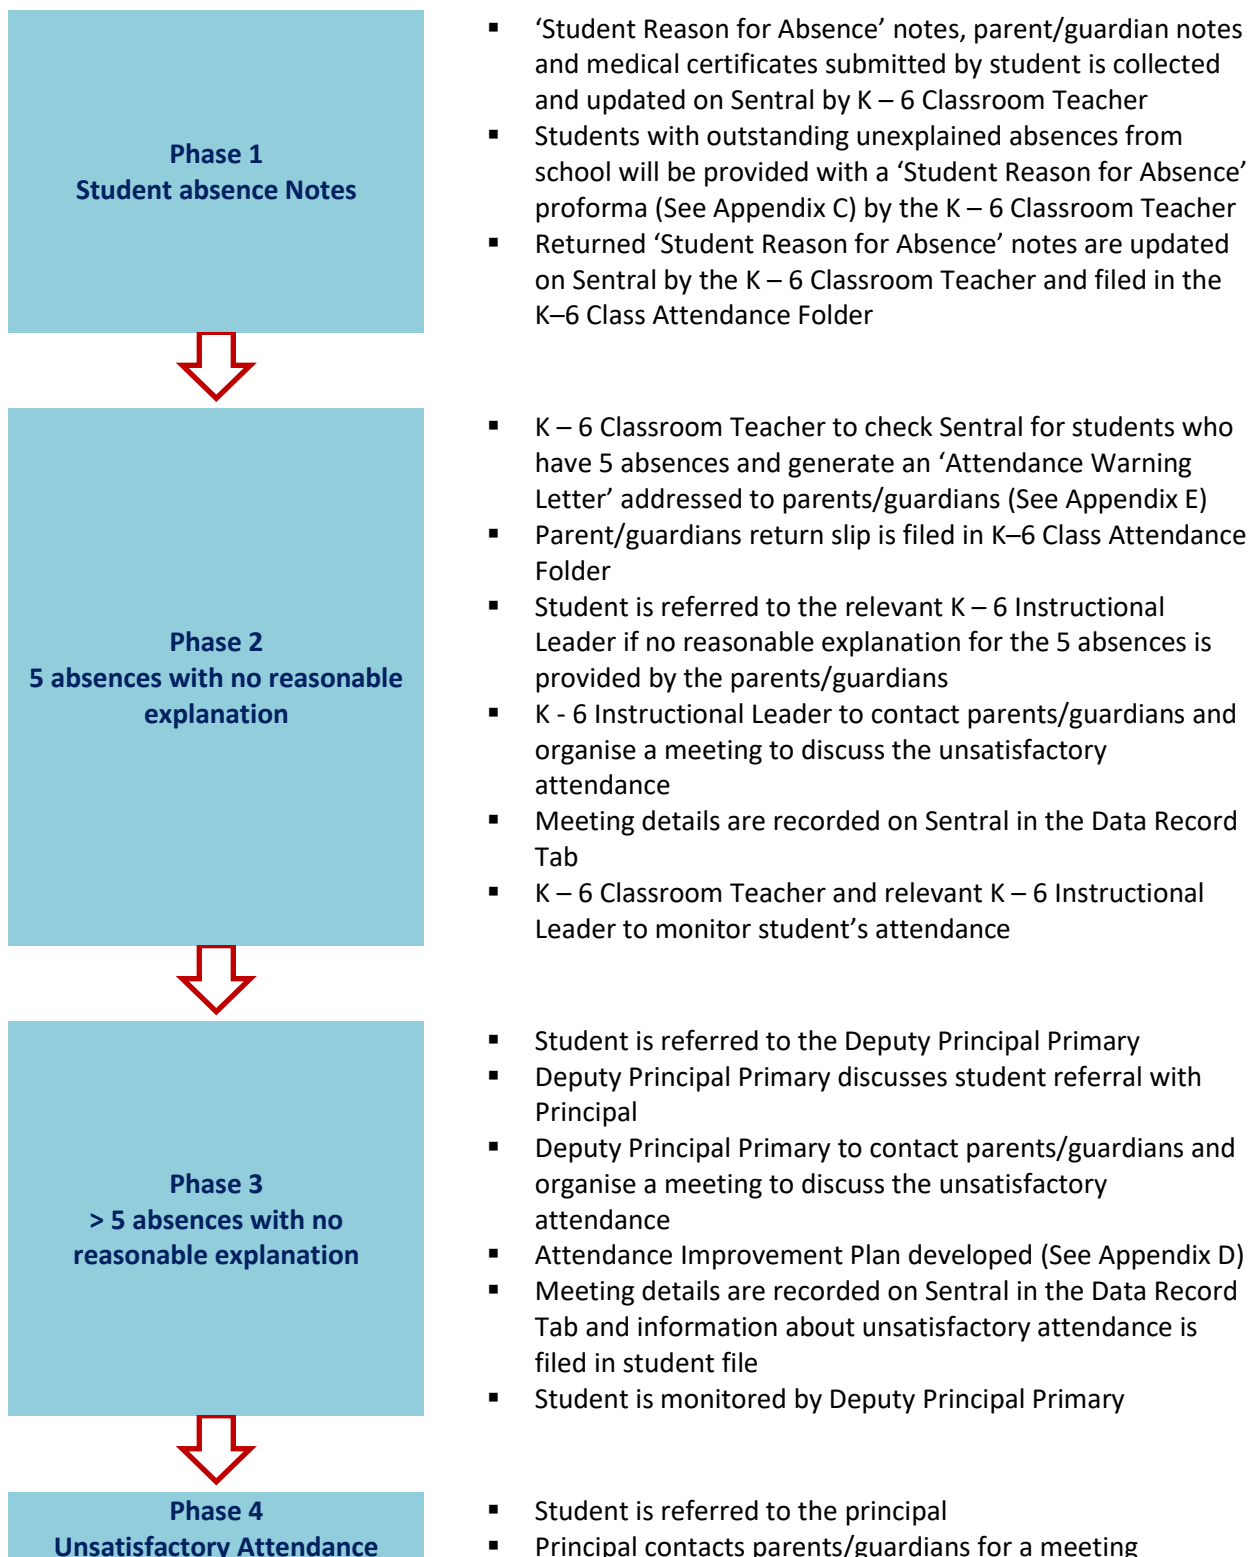 Phase 1
Student absence Notes
▪ ‘Student Reason for Absence’ notes, parent/guardian notes
and medical certificates submitted by student is collected
and updated on Sentral by K – 6 Classroom Teacher
▪ Students with outstanding unexplained absences from
school will be provided with a ‘Student Reason for Absence’
proforma (See Appendix C) by the K – 6 Classroom Teacher
▪ Returned ‘Student Reason for Absence’ notes are updated
on Sentral by the K – 6 Classroom Teacher and filed in the
K–6 Class Attendance Folder
Phase 2
5 absences with no reasonable
explanation
▪ K – 6 Classroom Teacher to check Sentral for students who
have 5 absences and generate an ‘Attendance Warning
Letter’ addressed to parents/guardians (See Appendix E)
▪ Parent/guardians return slip is filed in K–6 Class Attendance
Folder
▪ Student is referred to the relevant K – 6 Instructional
Leader if no reasonable explanation for the 5 absences is
provided by the parents/guardians
▪ K - 6 Instructional Leader to contact parents/guardians and
organise a meeting to discuss the unsatisfactory
attendance
▪ Meeting details are recorded on Sentral in the Data Record
Tab
▪ K – 6 Classroom Teacher and relevant K – 6 Instructional
Leader to monitor student’s attendance
Phase 3
> 5 absences with no
reasonable explanation
▪ Student is referred to the Deputy Principal Primary
▪ Deputy Principal Primary discusses student referral with
Principal
▪ Deputy Principal Primary to contact parents/guardians and
organise a meeting to discuss the unsatisfactory
attendance
▪ Attendance Improvement Plan developed (See Appendix D)
▪ Meeting details are recorded on Sentral in the Data Record
Tab and information about unsatisfactory attendance is
filed in student file
▪ Student is monitored by Deputy Principal Primary
Phase 4
Unsatisfactory Attendance
▪ Student is referred to the principal
▪ Principal contacts parents/guardians for a meeting